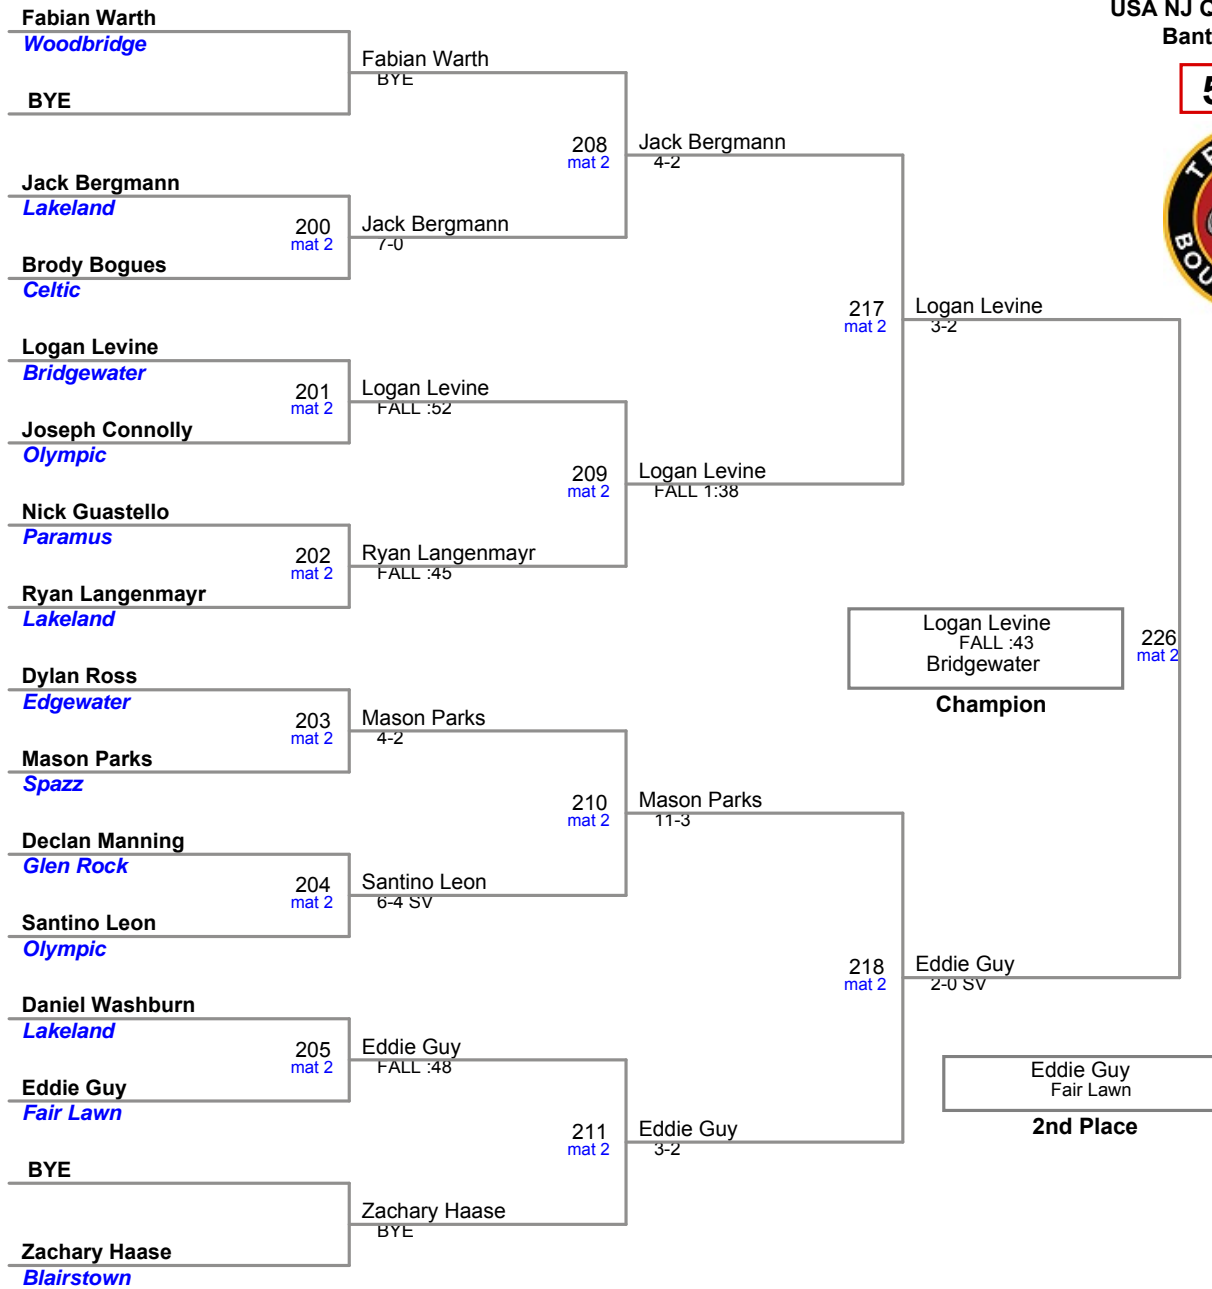 USA NJ Q
Bant
Fabian Warth
Woodbridge
BYE
Fabian Warth
BYE
208
mat 2
Jack Bergmann
4-2
Jack Bergmann
Lakeland
200
mat 2
Jack Bergmann
7-0
Brody Bogues
Celtic
217
mat 2
Logan Levine
3-2
Logan Levine
Bridgewater
201
mat 2
Logan Levine
FALL :52
Joseph Connolly
Olympic
209
mat 2
Logan Levine
FALL 1:38
Nick Guastello
Paramus
202
mat 2
Ryan Langenmayr
FALL :45
Ryan Langenmayr
Lakeland
Logan Levine
FALL :43
Bridgewater
Champion
226
mat 2
Dylan Ross
Edgewater
203
mat 2
Mason Parks
4-2
Mason Parks
Spazz
210
mat 2
Mason Parks
11-3
Declan Manning
Glen Rock
204
mat 2
Santino Leon
6-4 SV
Santino Leon
Olympic
218
mat 2
Eddie Guy
2-0 SV
Daniel Washburn
Lakeland
205
mat 2
Eddie Guy
FALL :48
Eddie Guy
Fair Lawn
211
mat 2
Eddie Guy
3-2
Eddie Guy
Fair Lawn
2nd Place
BYE
Zachary Haase
BYE
Zachary Haase
Blairstown